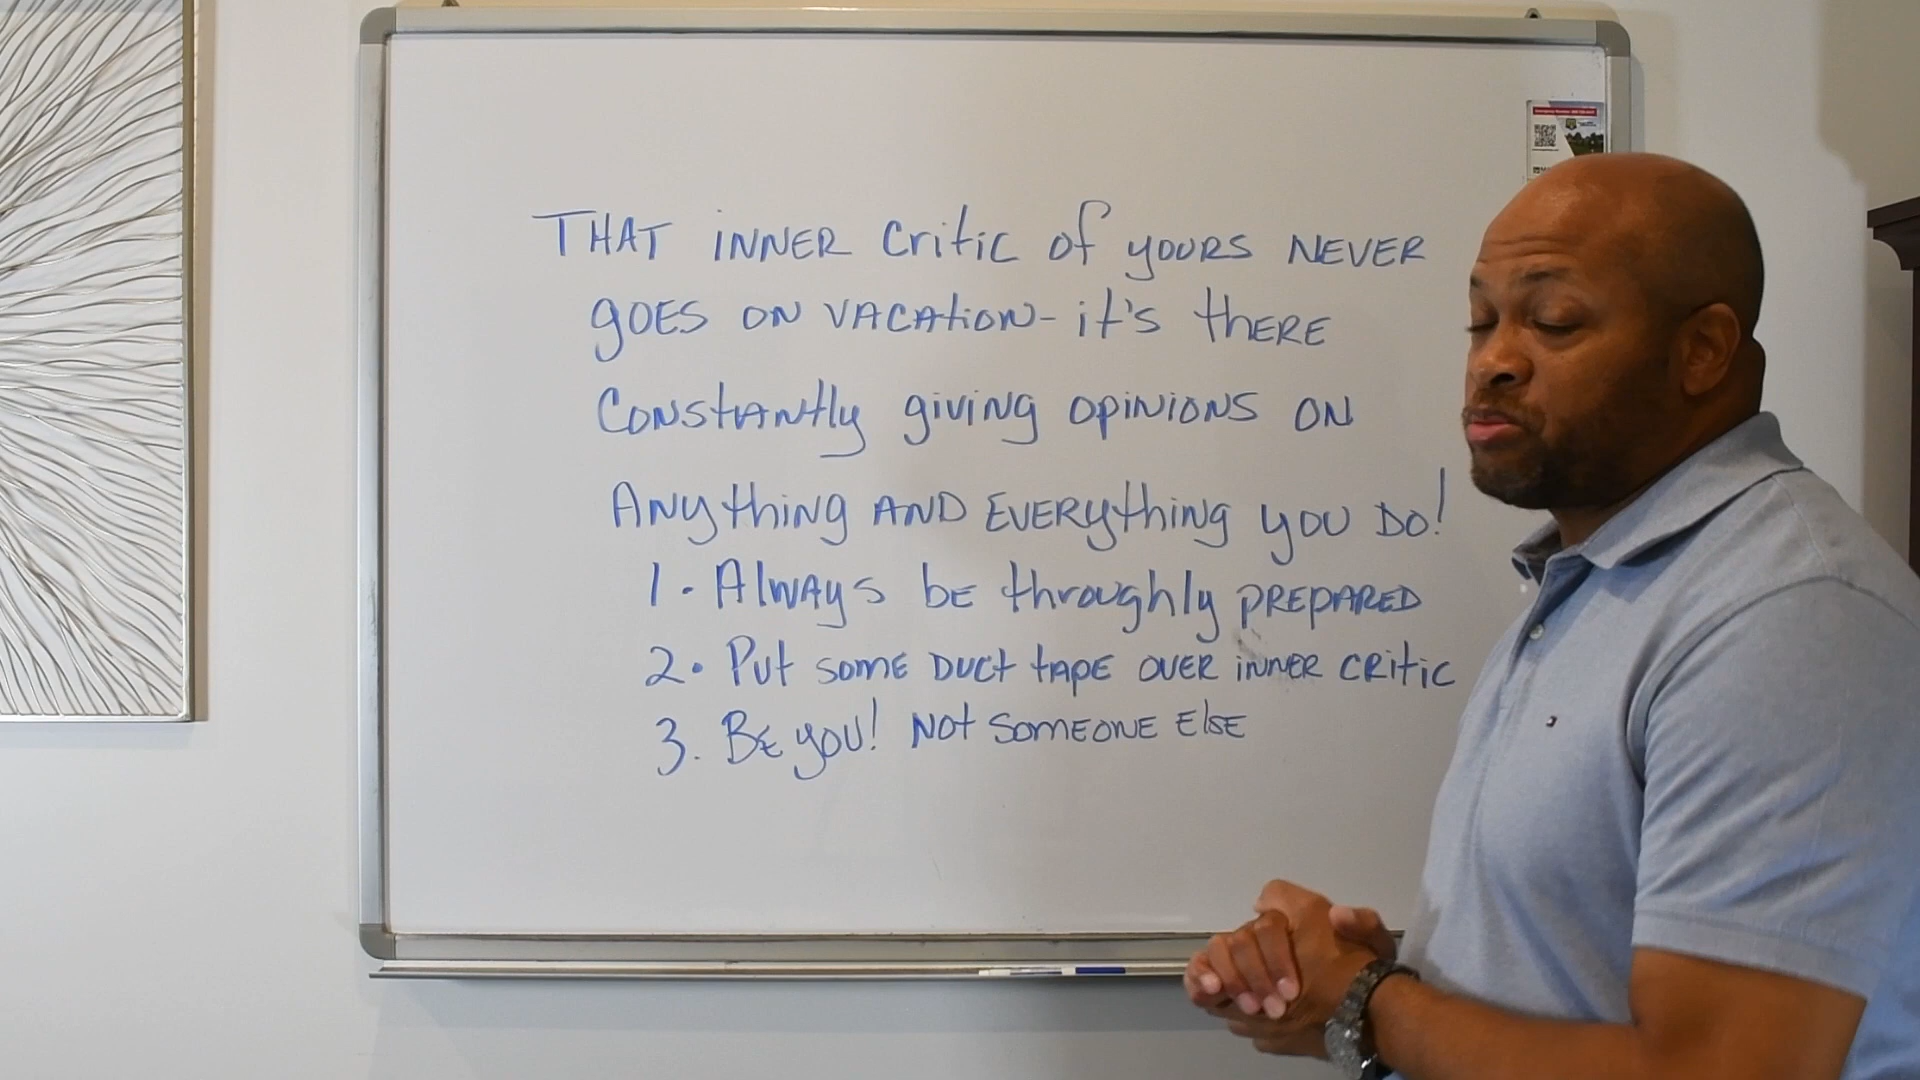 THAT INNER Critic of yours NEVER
goes on vacation - it's there
Constantly giving opinions on
Anything AND EVERYthing you Do!
1. Always be throughly PREPARED
2. Put some Duct tape over inner critic
3. Be you! Not someone Else